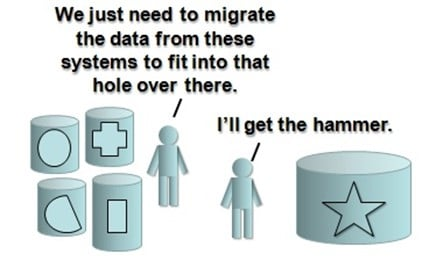 We just need to migrate
the data from these
systems to fit into that
hole over there.
I'll get the hammer.